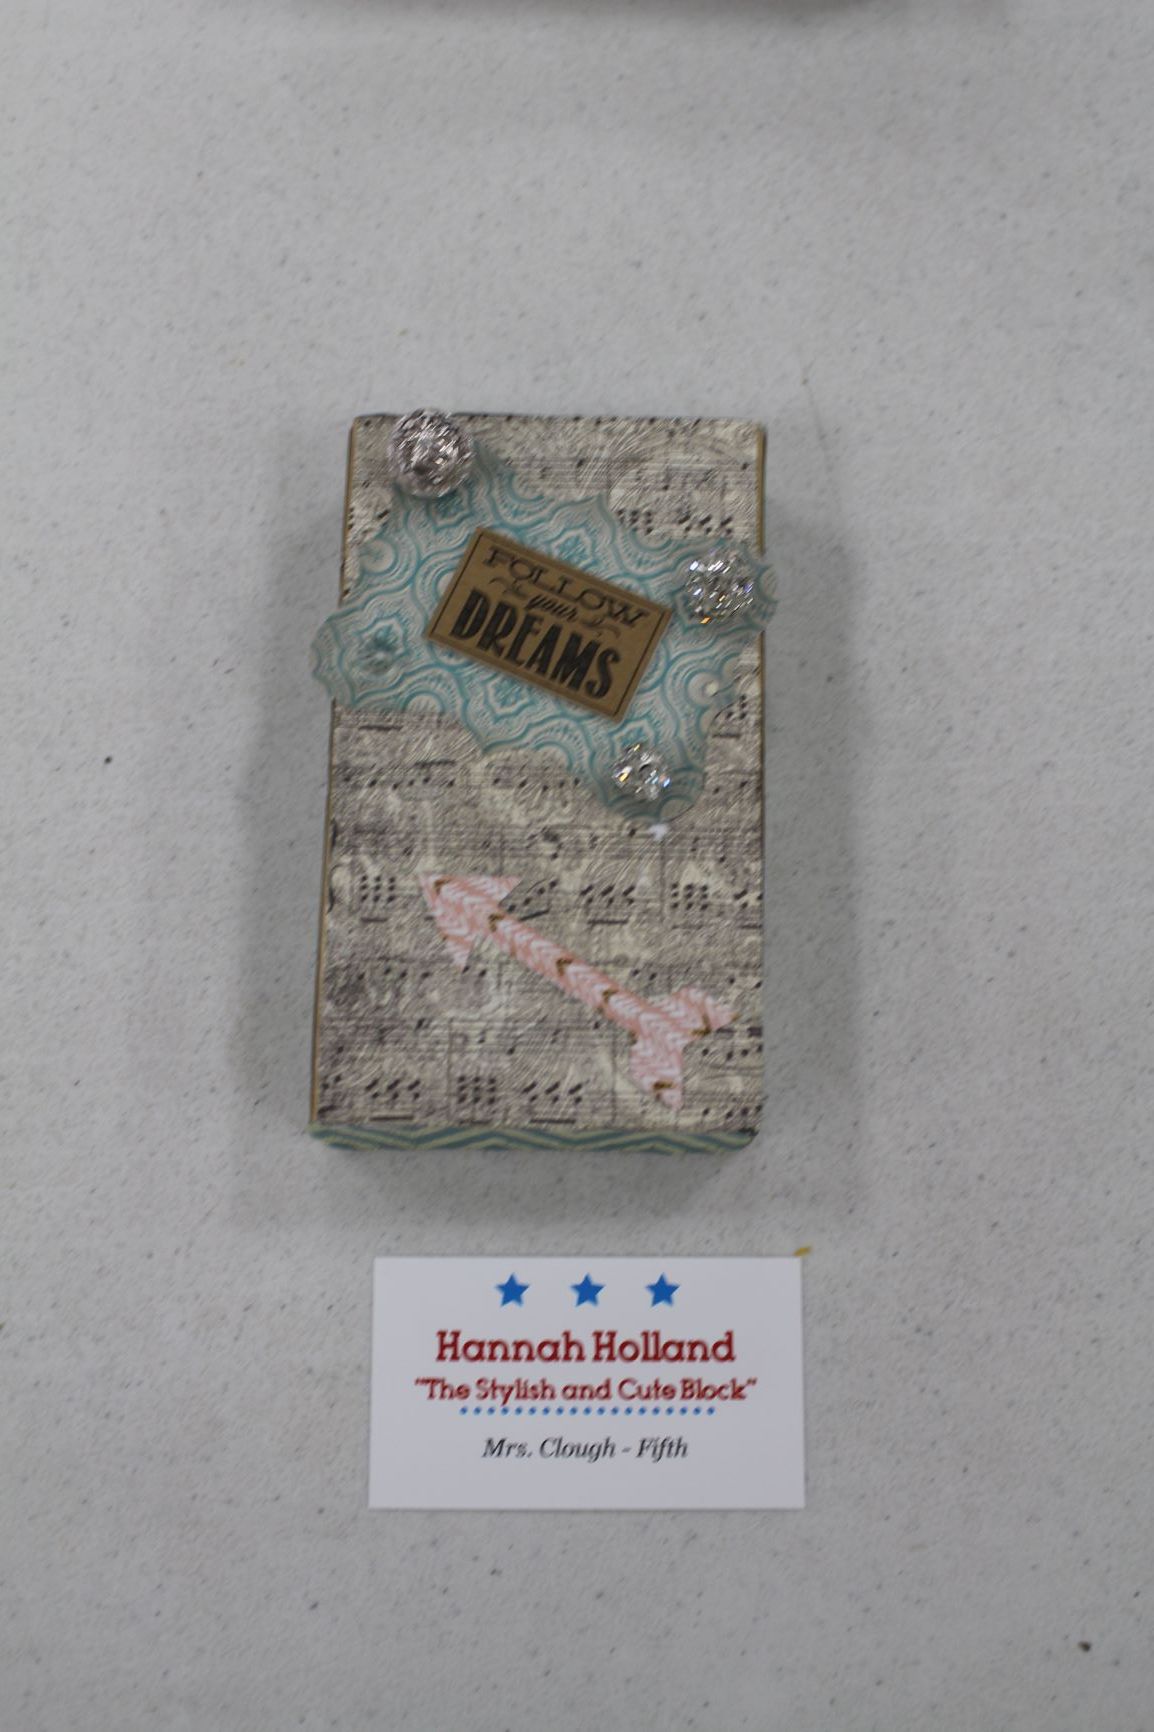 FOLLOW
your
DREAMS
Hannah Holland
"The Stylish and Cute Block"
Mrs. Clough - Fifth